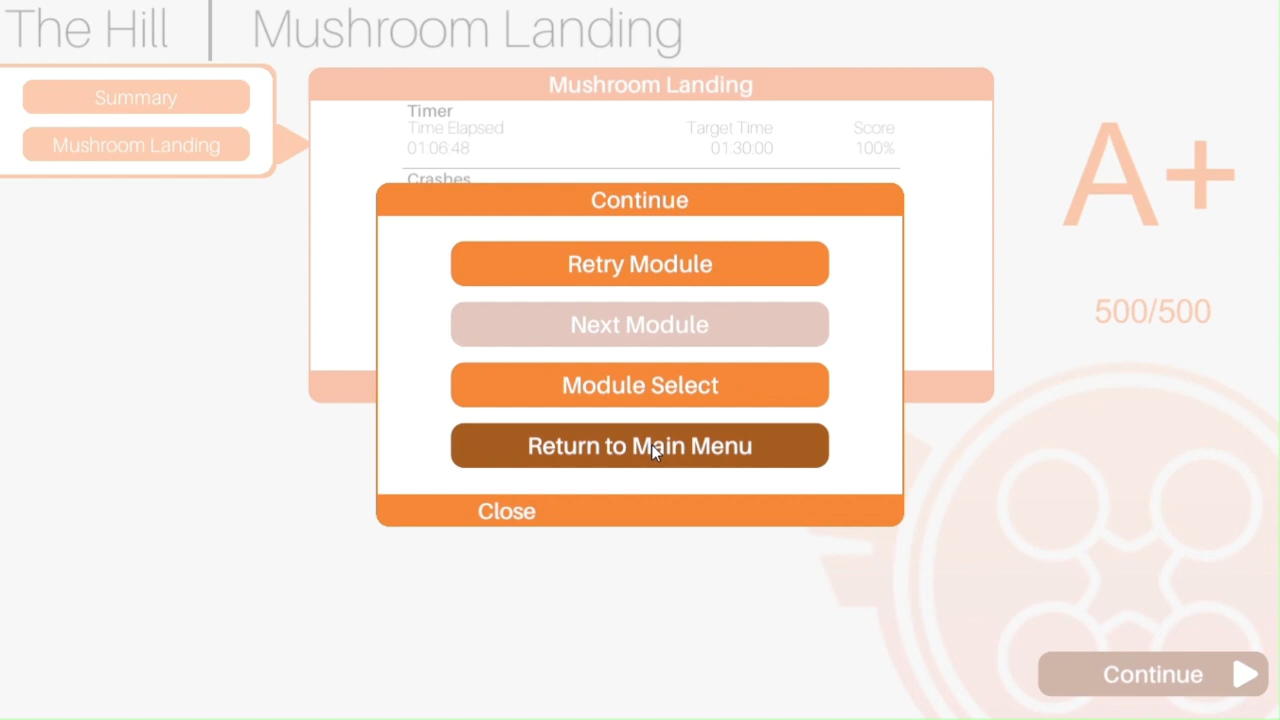 The Hill | Mushroom Landing
Summary
Mushroom Landing
Mushroom Landing
Timer
Time Elapsed Target Time Score
01:06:48 01:30:00 100%
Crashes
A+
500/500
Continue
Retry Module
Next Module
Module Select
Return to Main Menu
Close
Continue